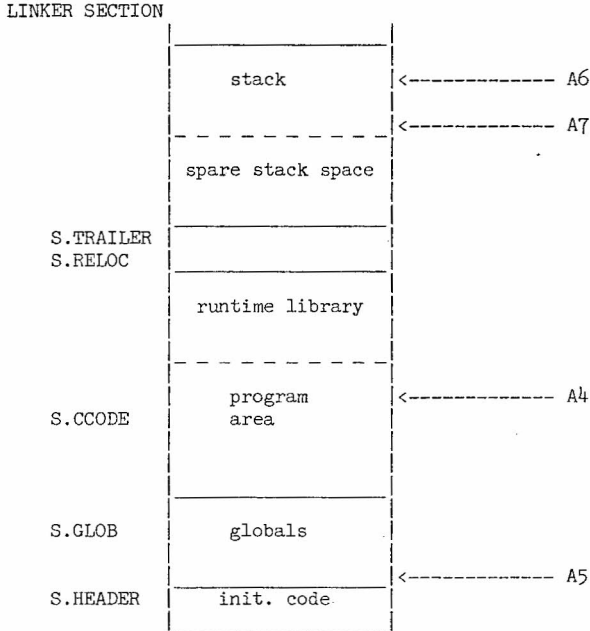 LINKER SECTION
stack <----------- A6
<----------- A7
spare stack space
S.TRAILER
S.RELOC
runtime library
program <----------- A4
S.CCODE area
S.GLOB globals
<----------- A5
S.HEADER init. code